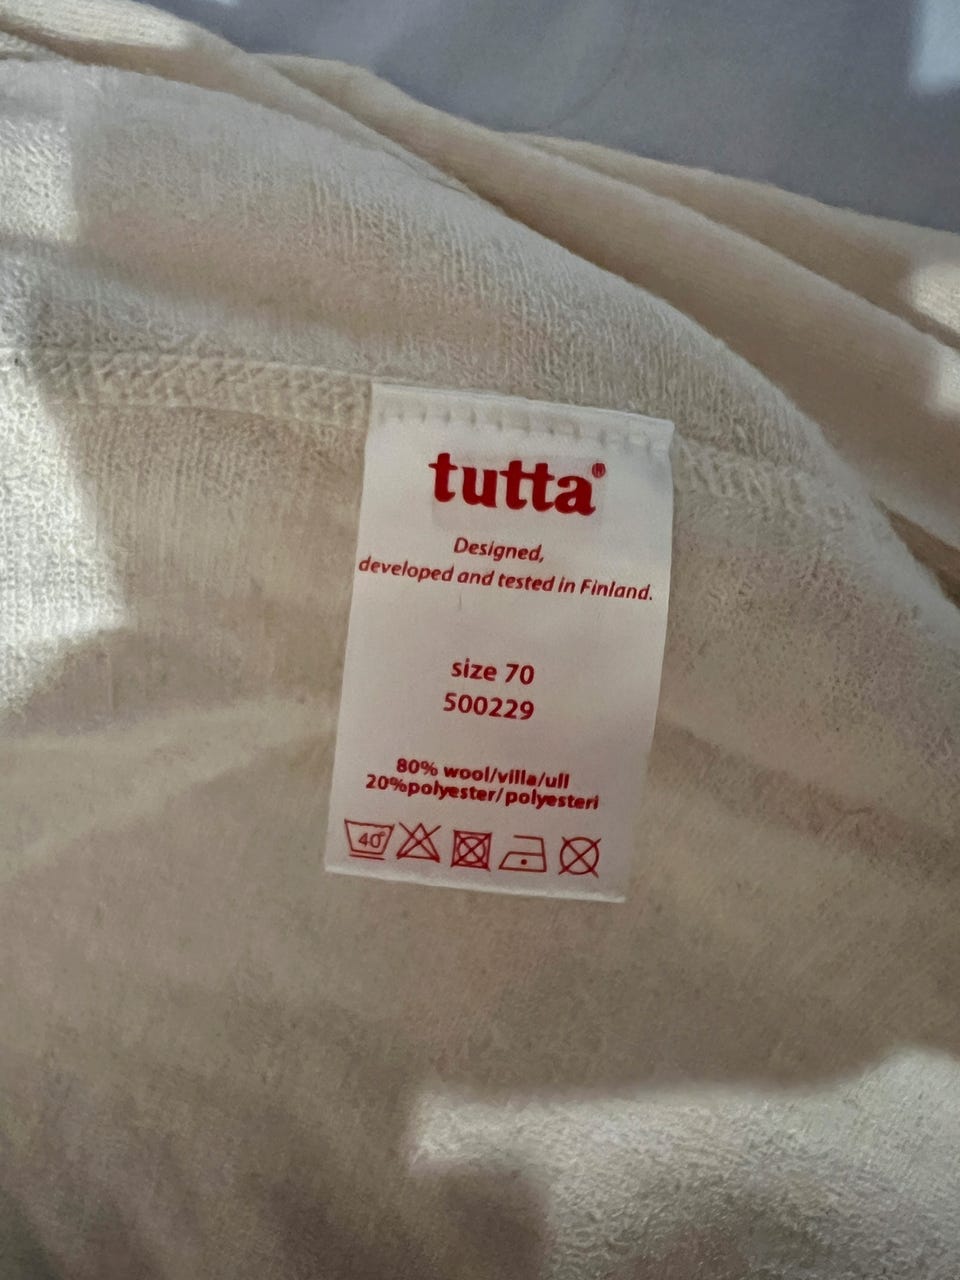 tutta®
Designed,
developed and tested in Finland.
size 70
500229
80% wool/villa/ull
20%polyester/polyesteri
40°